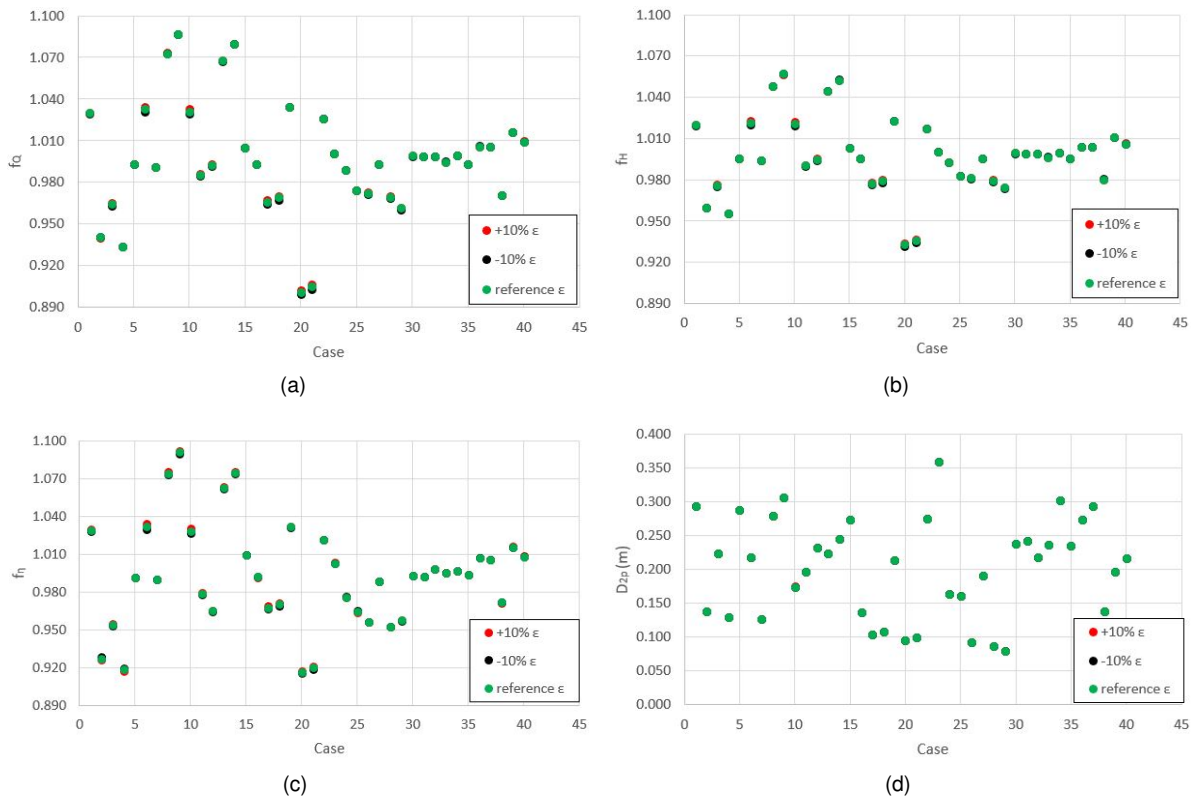 1.100
1.070
1.040
1.010
0.980
0.950
0.920
0.890
fQ
0 5 10 15 20 25 30 35 40 45
Case
+10% ε
-10% ε
reference ε
(a)
1.100
1.070
1.040
1.010
0.980
0.950
0.920
0.890
fH
0 5 10 15 20 25 30 35 40 45
Case
+10% ε
-10% ε
reference ε
(b)
1.100
1.070
1.040
1.010
0.980
0.950
0.920
0.890
fη
0 5 10 15 20 25 30 35 40 45
Case
+10% ε
-10% ε
reference ε
(c)
0.400
0.350
0.300
0.250
0.200
0.150
0.100
0.050
0.000
D2p (m)
0 5 10 15 20 25 30 35 40 45
Case
+10% ε
-10% ε
reference ε
(d)